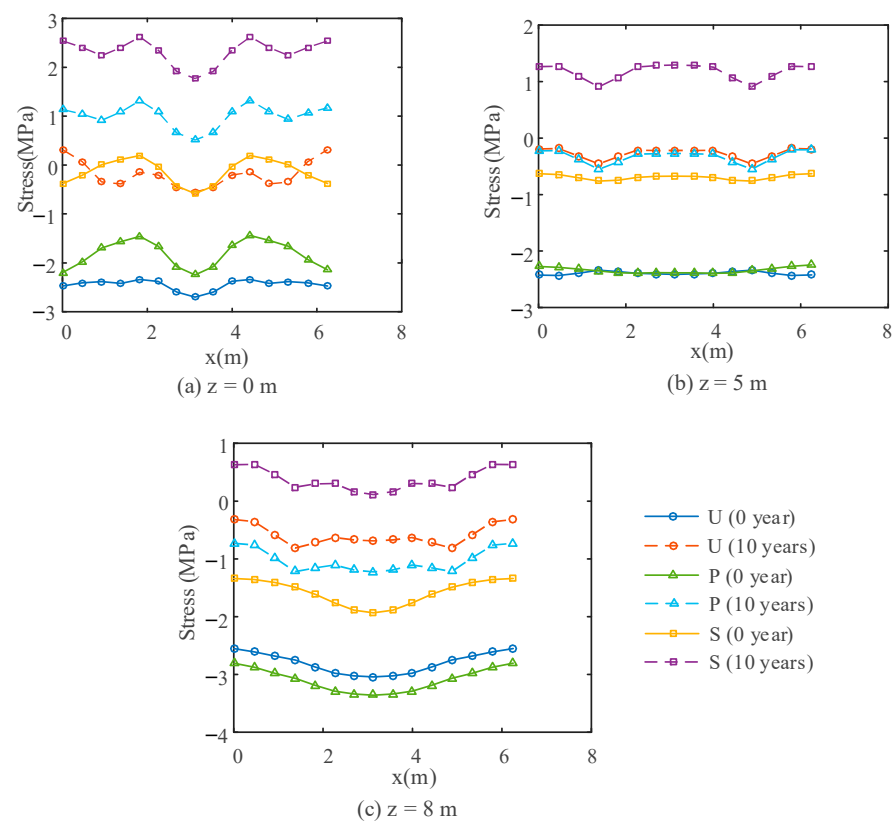 3
2
1
0
−1
−2
−3
Stress(MPa)
0 2 4 6 8
x(m)
(a) z = 0 m
2
1
0
−1
−2
−3
Stress (MPa)
0 2 4 6 8
x(m)
(b) z = 5 m
1
0
−1
−2
−3
−4
Stress (MPa)
0 2 4 6 8
x(m)
(c) z = 8 m
U (0 year)
U (10 years)
P (0 year)
P (10 years)
S (0 year)
S (10 years)